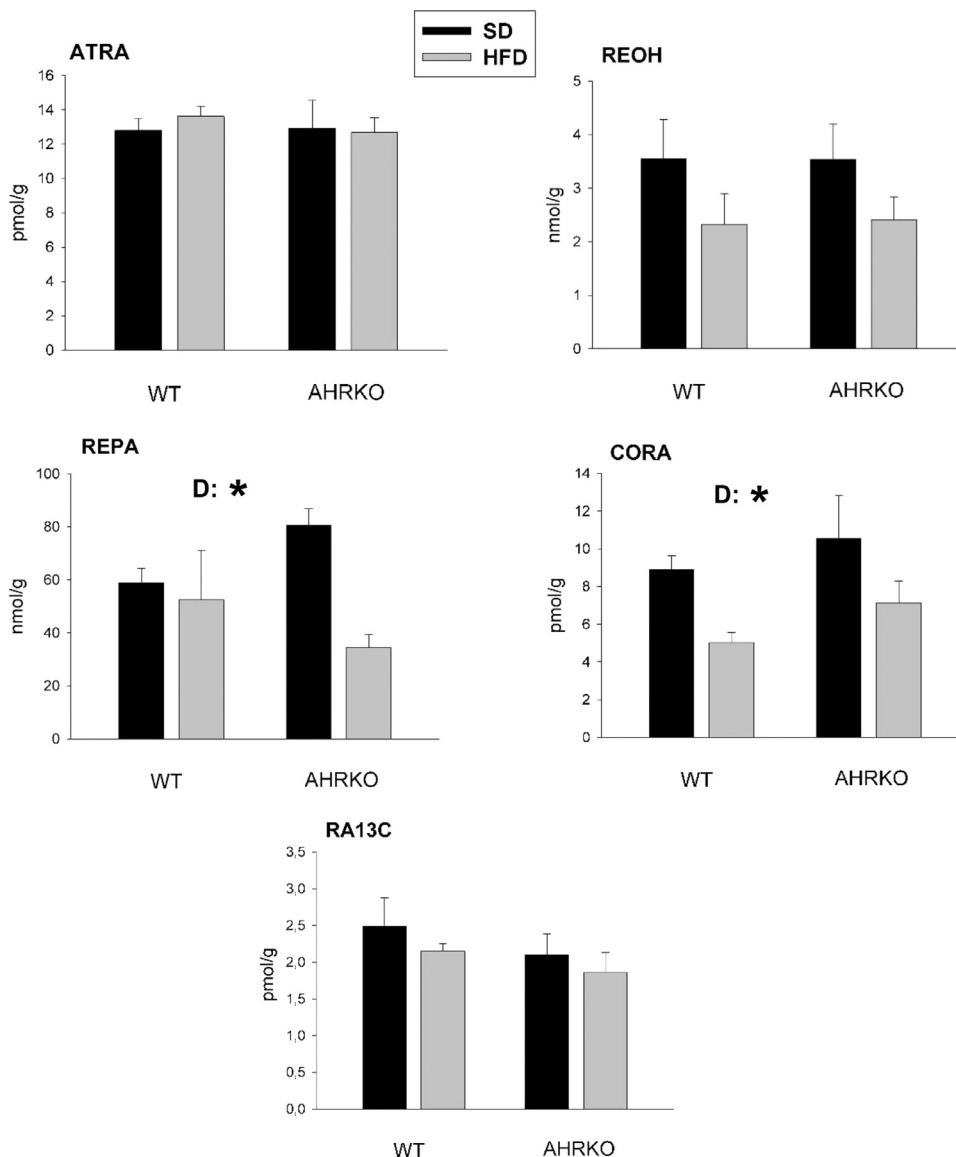 SD
HFD
ATRA
16
14
12
10
8
6
4
2
0
pmol/g
WT AHRKO
REOH
5
4
3
2
1
0
nmol/g
WT AHRKO
REPA
D: *
100
80
60
40
20
0
nmol/g
WT AHRKO
CORA
D: *
14
12
10
8
6
4
2
0
pmol/g
WT AHRKO
RA13C
3,5
3,0
2,5
2,0
1,5
1,0
0,5
0,0
pmol/g
WT AHRKO